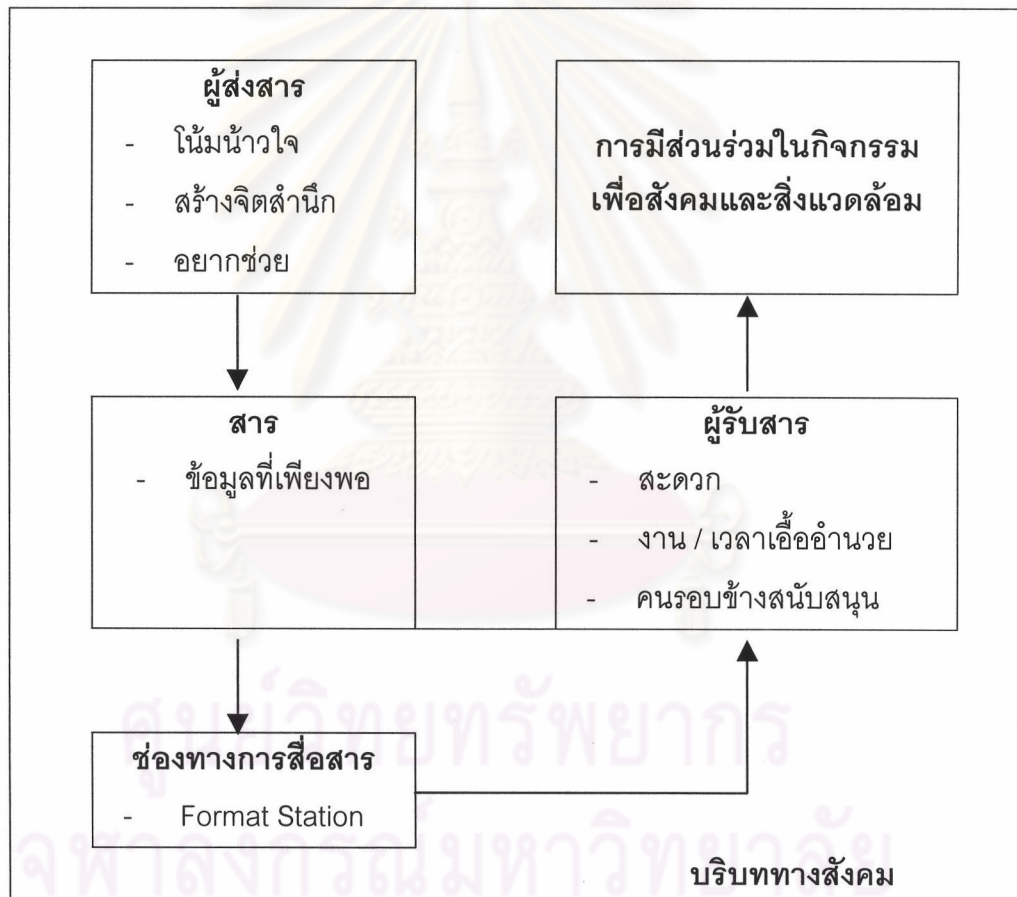 ผู้ส่งสาร
- โน้มน้าวใจ
- สร้างจิตสำนึก
- อยากช่วย
การมีส่วนร่วมในกิจกรรม
เพื่อสังคมและสิ่งแวดล้อม
สาร
- ข้อมูลที่เพียงพอ
ผู้รับสาร
- สะดวก
- งาน / เวลาเอื้ออำนวย
- คนรอบข้างสนับสนุน
ช่องทางการสื่อสาร
- Format Station
บริบททางสังคม
ศูนย์วิทยทรัพยากร
จุฬาลงกรณ์มหาวิทยาลัย